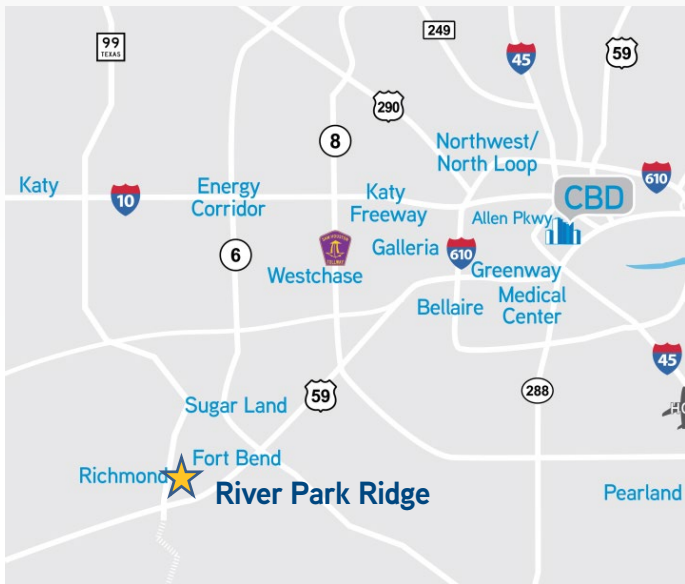 99
TEXAS
249
45
59
290
8
Northwest/
North Loop
610
Katy
10
Energy
Corridor
Katy
Freeway
CBD
Allen Pkwy
6
Westchase
Galleria
610
Greenway
Bellaire
Medical
Center
45
59
288
Sugar Land
Fort Bend
Richmond
River Park Ridge
Pearland